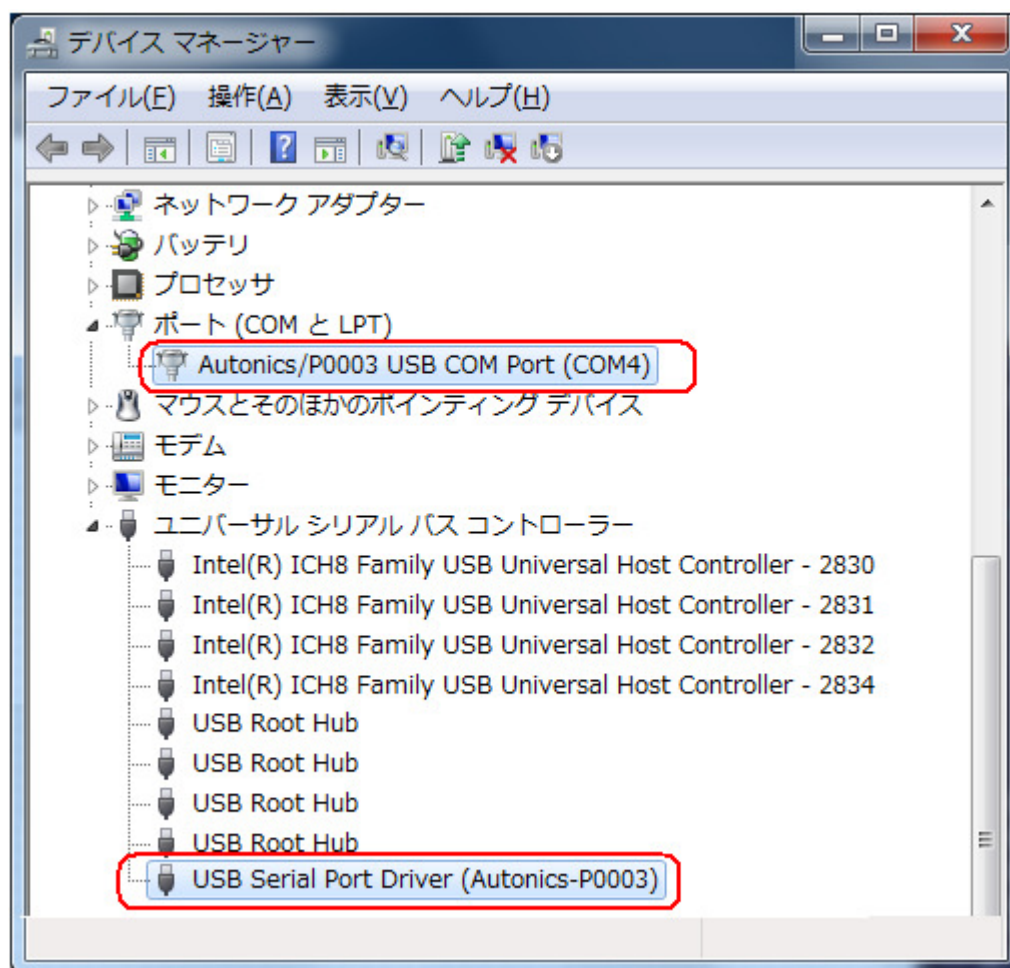 デバイス マネージャー
ファイル(F) 操作(A) 表示(V) ヘルプ(H)
ネットワーク アダプター
バッテリ
プロセッサ
ポート (COM と LPT)
Autonics/P0003 USB COM Port (COM4)
マウスとそのほかのポインティング デバイス
モデム
モニター
ユニバーサル シリアル バス コントローラー
Intel(R) ICH8 Family USB Universal Host Controller - 2830
Intel(R) ICH8 Family USB Universal Host Controller - 2831
Intel(R) ICH8 Family USB Universal Host Controller - 2832
Intel(R) ICH8 Family USB Universal Host Controller - 2834
USB Root Hub
USB Root Hub
USB Root Hub
USB Root Hub
USB Serial Port Driver (Autonics-P0003)